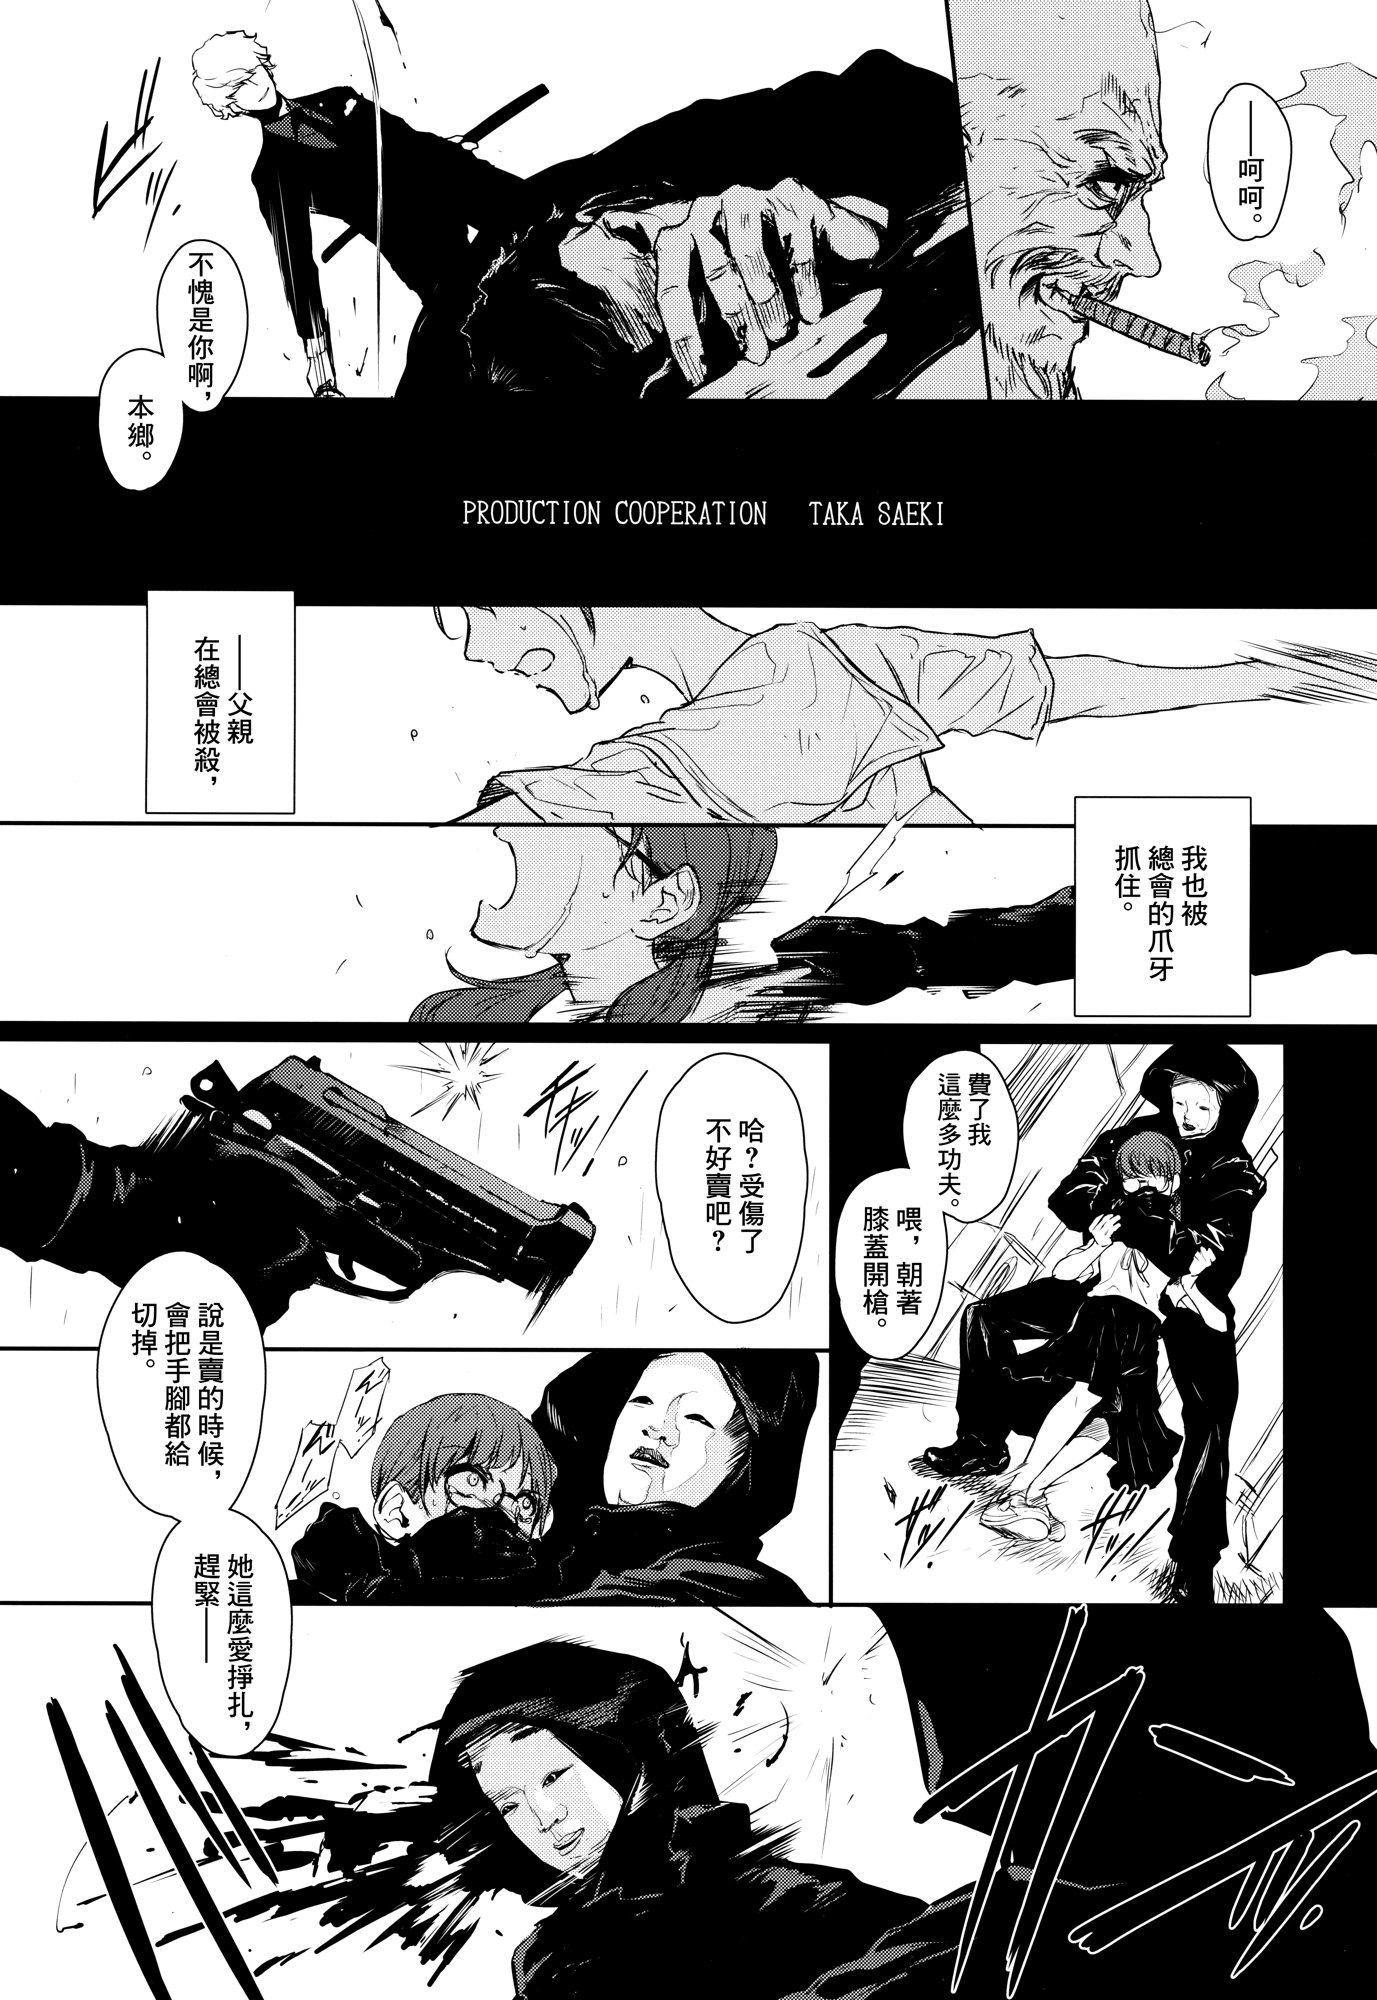 ——呵呵。
不愧是你啊，
本鄉。
PRODUCTION COOPERATION TAKA SAEKI
——父親
在總會被殺，
我也被
總會的爪牙
抓住。
費了我
這麼多功夫。
喂，朝著
膝蓋開槍。
哈？受傷了
不好賣吧？
說是賣的時候，
會把手腳都給
切掉。
她這麼愛掙扎，
趕緊——